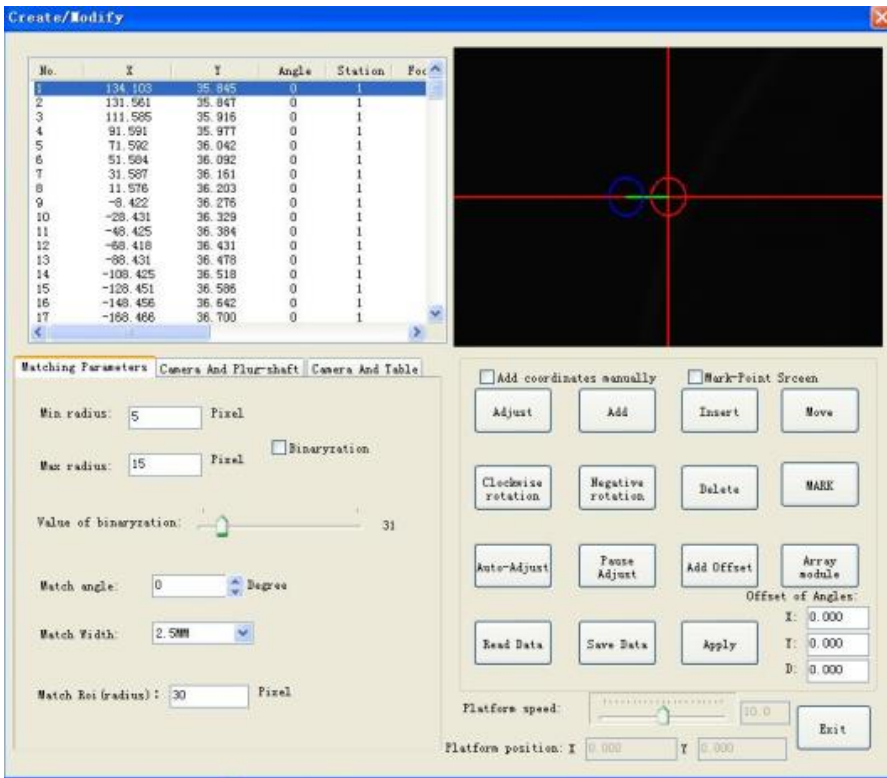 Create/Modify
No. X Y Angle Station Foc
1 134.103 35.845 0 1
2 131.561 35.847 0 1
3 111.585 35.916 0 1
4 91.591 35.977 0 1
5 71.592 36.042 0 1
6 51.584 36.092 0 1
7 31.587 36.161 0 1
8 11.576 36.203 0 1
9 -8.422 36.276 0 1
10 -28.431 36.329 0 1
11 -48.425 36.384 0 1
12 -68.418 36.431 0 1
13 -88.431 36.478 0 1
14 -108.425 36.518 0 1
15 -128.451 36.586 0 1
16 -148.456 36.642 0 1
17 -168.466 36.700 0 1
Matching Parameters Camera And Plug-shaft Camera And Table
Min radius: 5 Pixel
Binaryzation
Max radius: 15 Pixel
Value of binaryzation: 31
Match angle: 0 Degree
Match Width: 2.5MM
Match Roi(radius): 30 Pixel
Add coordinates manually Mark-Point Srceen
Adjust Add Insert Move
Clockwise rotation Negative rotation Delete MARK
Auto-Adjust Pause Adjust Add Offset Array module
Offset of Angles:
X: 0.000
Read Data Save Data Apply Y: 0.000
D: 0.000
Platform speed: 10.0
Exit
Platform position: X 0.000 Y 0.000